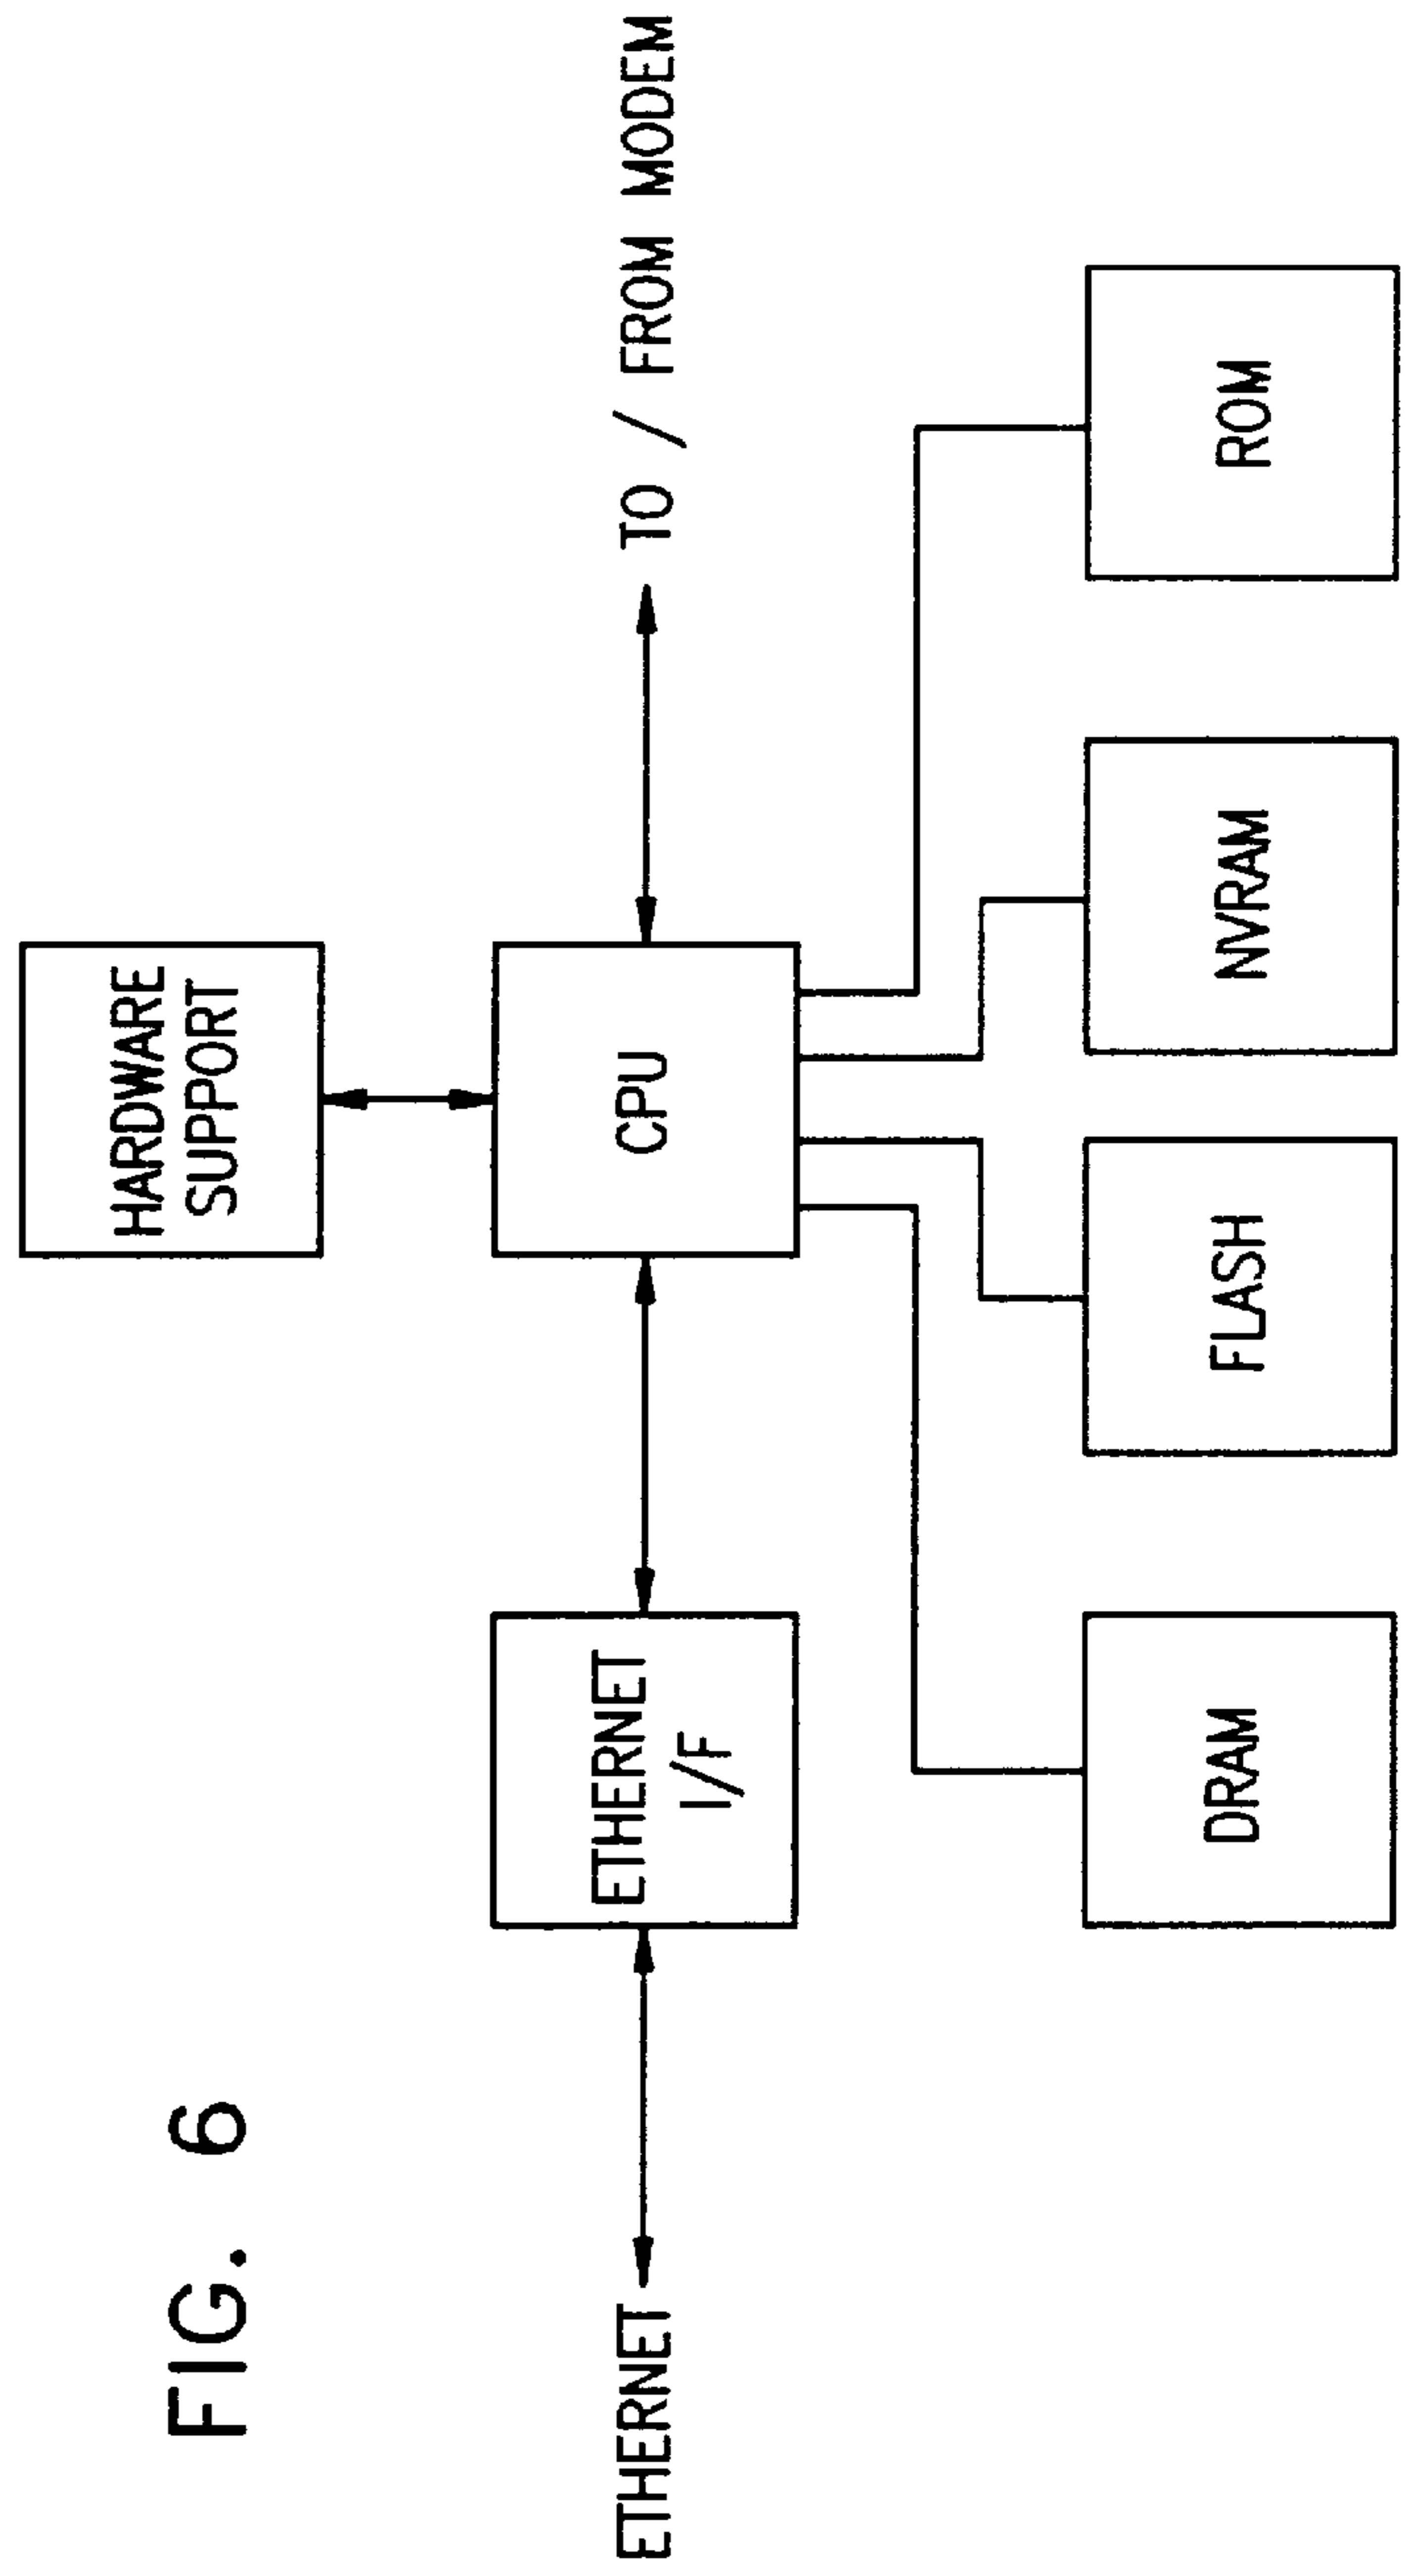 FIG. 6
HARDWARE
SUPPORT
ETHERNET
ETHERNET
I/F
CPU
TO / FROM MODEM
DRAM
FLASH
NVRAM
ROM